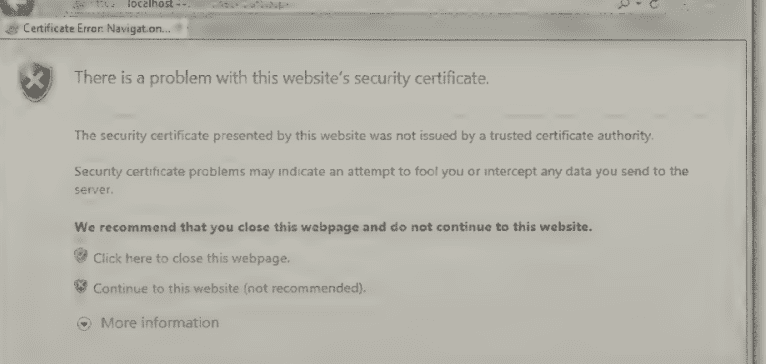 localhost
Certificate Error: Navigation...
There is a problem with this website's security certificate.
The security certificate presented by this website was not issued by a trusted certificate authority.
Security certificate problems may indicate an attempt to fool you or intercept any data you send to the
server.
We recommend that you close this webpage and do not continue to this website.
Click here to close this webpage.
Continue to this website (not recommended).
More information